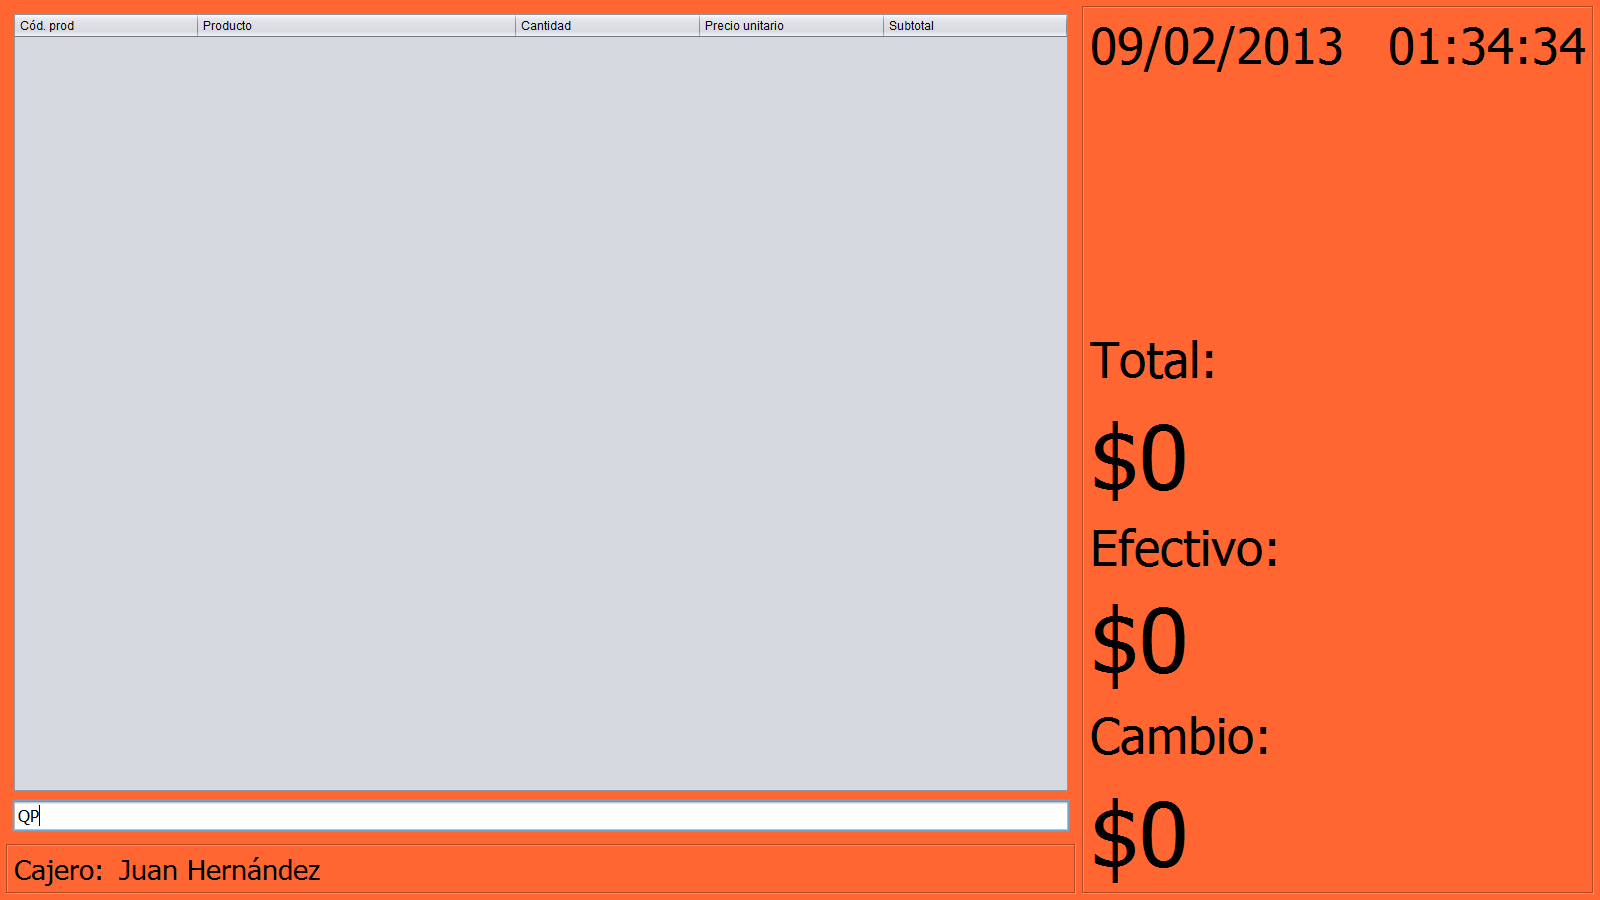 Cód. prod Producto Cantidad Precio unitario Subtotal
QP
Cajero: Juan Hernández
09/02/2013 01:34:34
Total:
$0
Efectivo:
$0
Cambio:
$0